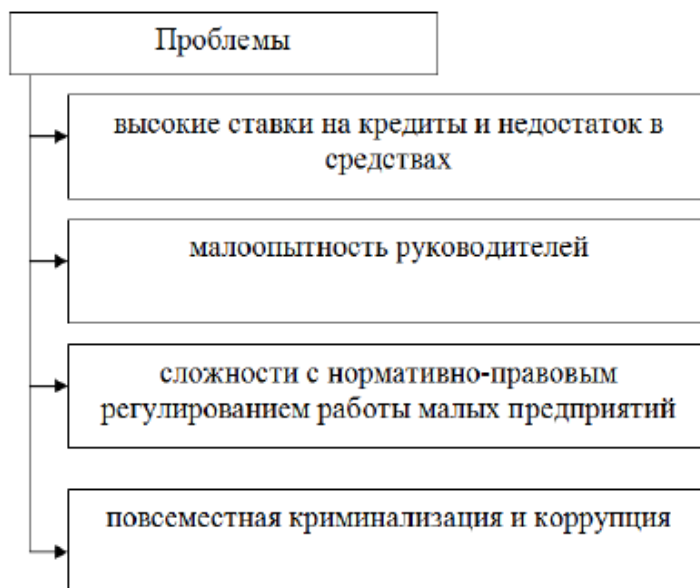 Проблемы
высокие ставки на кредиты и недостаток в
средствах
малоопытность руководителей
сложности с нормативно-правовым
регулированием работы малых предприятий
повсеместная криминализация и коррупция